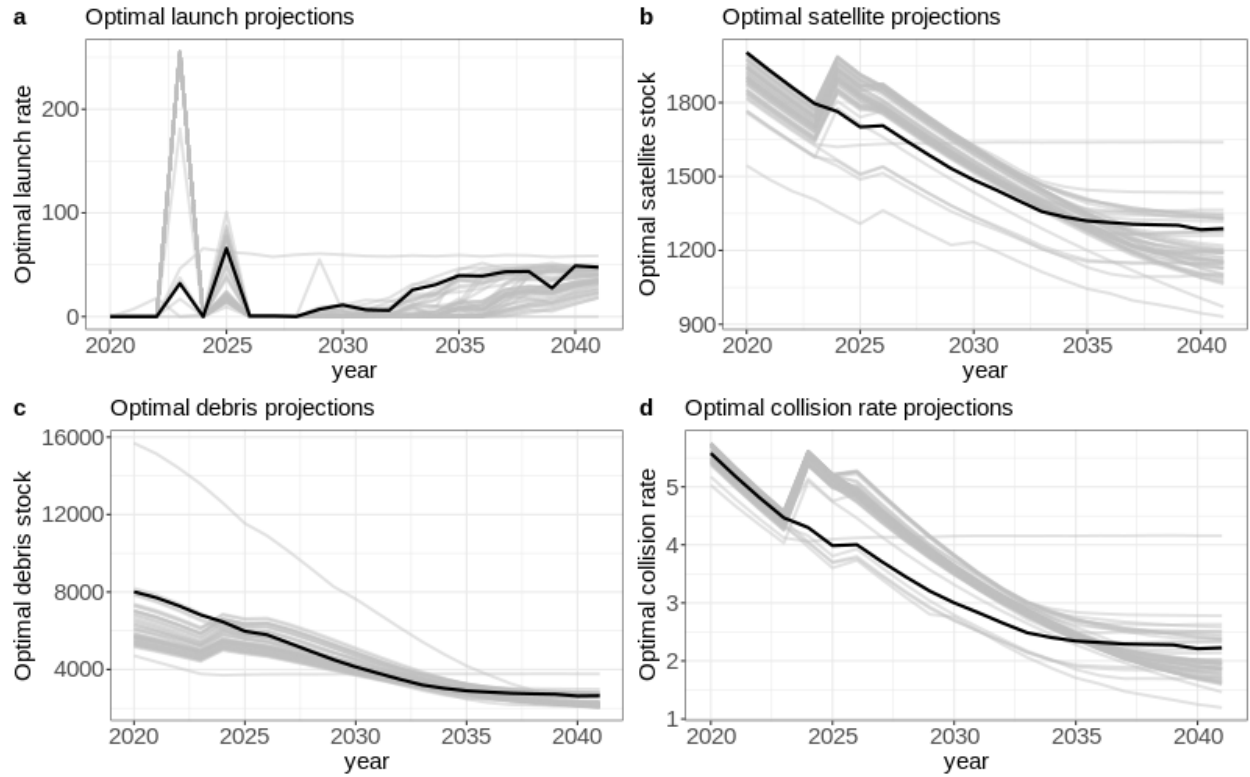 a Optimal launch projections
Optimal launch rate
200
100
0
2020 2025 2030 2035 2040
year
b Optimal satellite projections
Optimal satellite stock
1800
1500
1200
900
2020 2025 2030 2035 2040
year
c Optimal debris projections
Optimal debris stock
16000
12000
8000
4000
2020 2025 2030 2035 2040
year
d Optimal collision rate projections
Optimal collision rate
5
4
3
2
1
2020 2025 2030 2035 2040
year